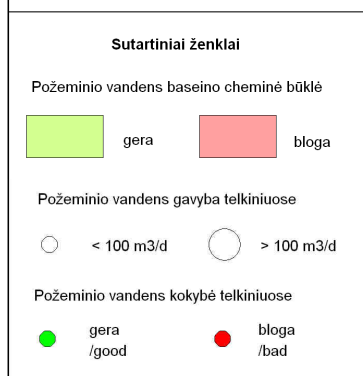 Sutartiniai ženklai
Požeminio vandens baseino cheminė būklė
gera bloga
Požeminio vandens gavyba telkiniuose
< 100 m3/d > 100 m3/d
Požeminio vandens kokybė telkiniuose
gera bloga
/good /bad